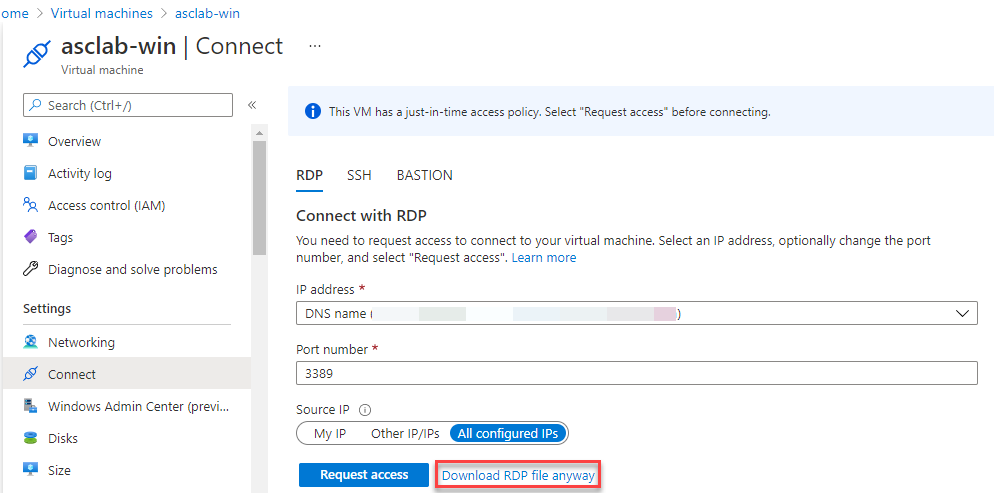 ome > Virtual machines > asclab-win
asclab-win | Connect ...
Virtual machine
Search (Ctrl+/) «
Overview
Activity log
Access control (IAM)
Tags
Diagnose and solve problems
Settings
Networking
Connect
Windows Admin Center (previ...
Disks
Size
This VM has a just-in-time access policy. Select "Request access" before connecting.
RDP SSH BASTION
Connect with RDP
You need to request access to connect to your virtual machine. Select an IP address, optionally change the port
number, and select "Request access". Learn more
IP address *
DNS name ( )
Port number *
3389
Source IP
My IP Other IP/IPs All configured IPs
Request access Download RDP file anyway